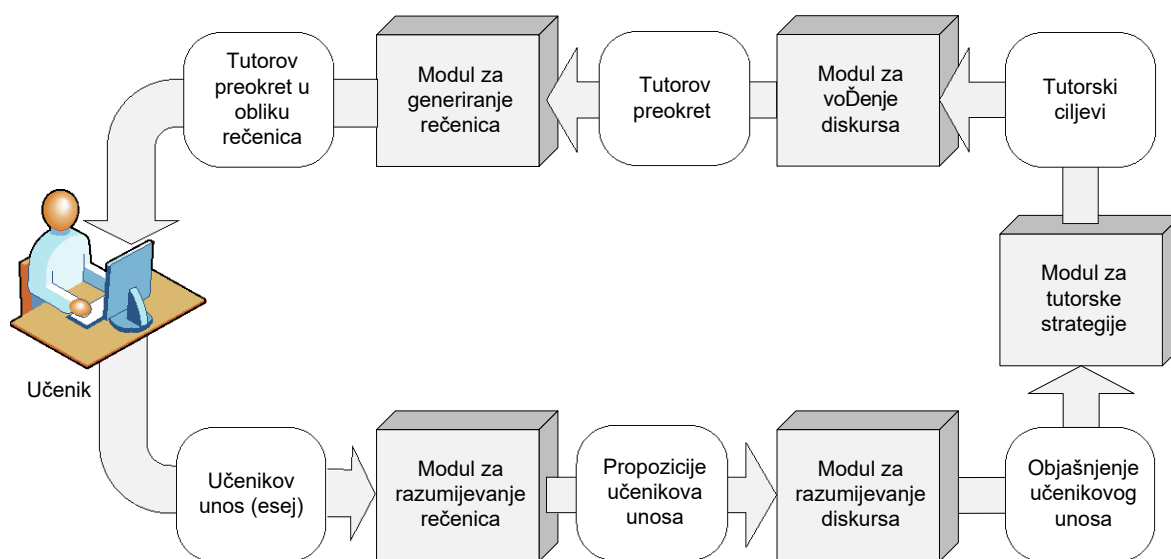 Tutorov
preokret u
obliku
rečenica
Modul za
generiranje
rečenica
Tutorov
preokret
Modul za
voĎenje
diskursa
Tutorski
ciljevi
Modul za
tutorske
strategije
Učenik
Učenikov
unos (esej)
Modul za
razumijevanje
rečenica
Propozicije
učenikova
unosa
Modul za
razumijevanje
diskursa
Objašnjenje
učenikovog
unosa